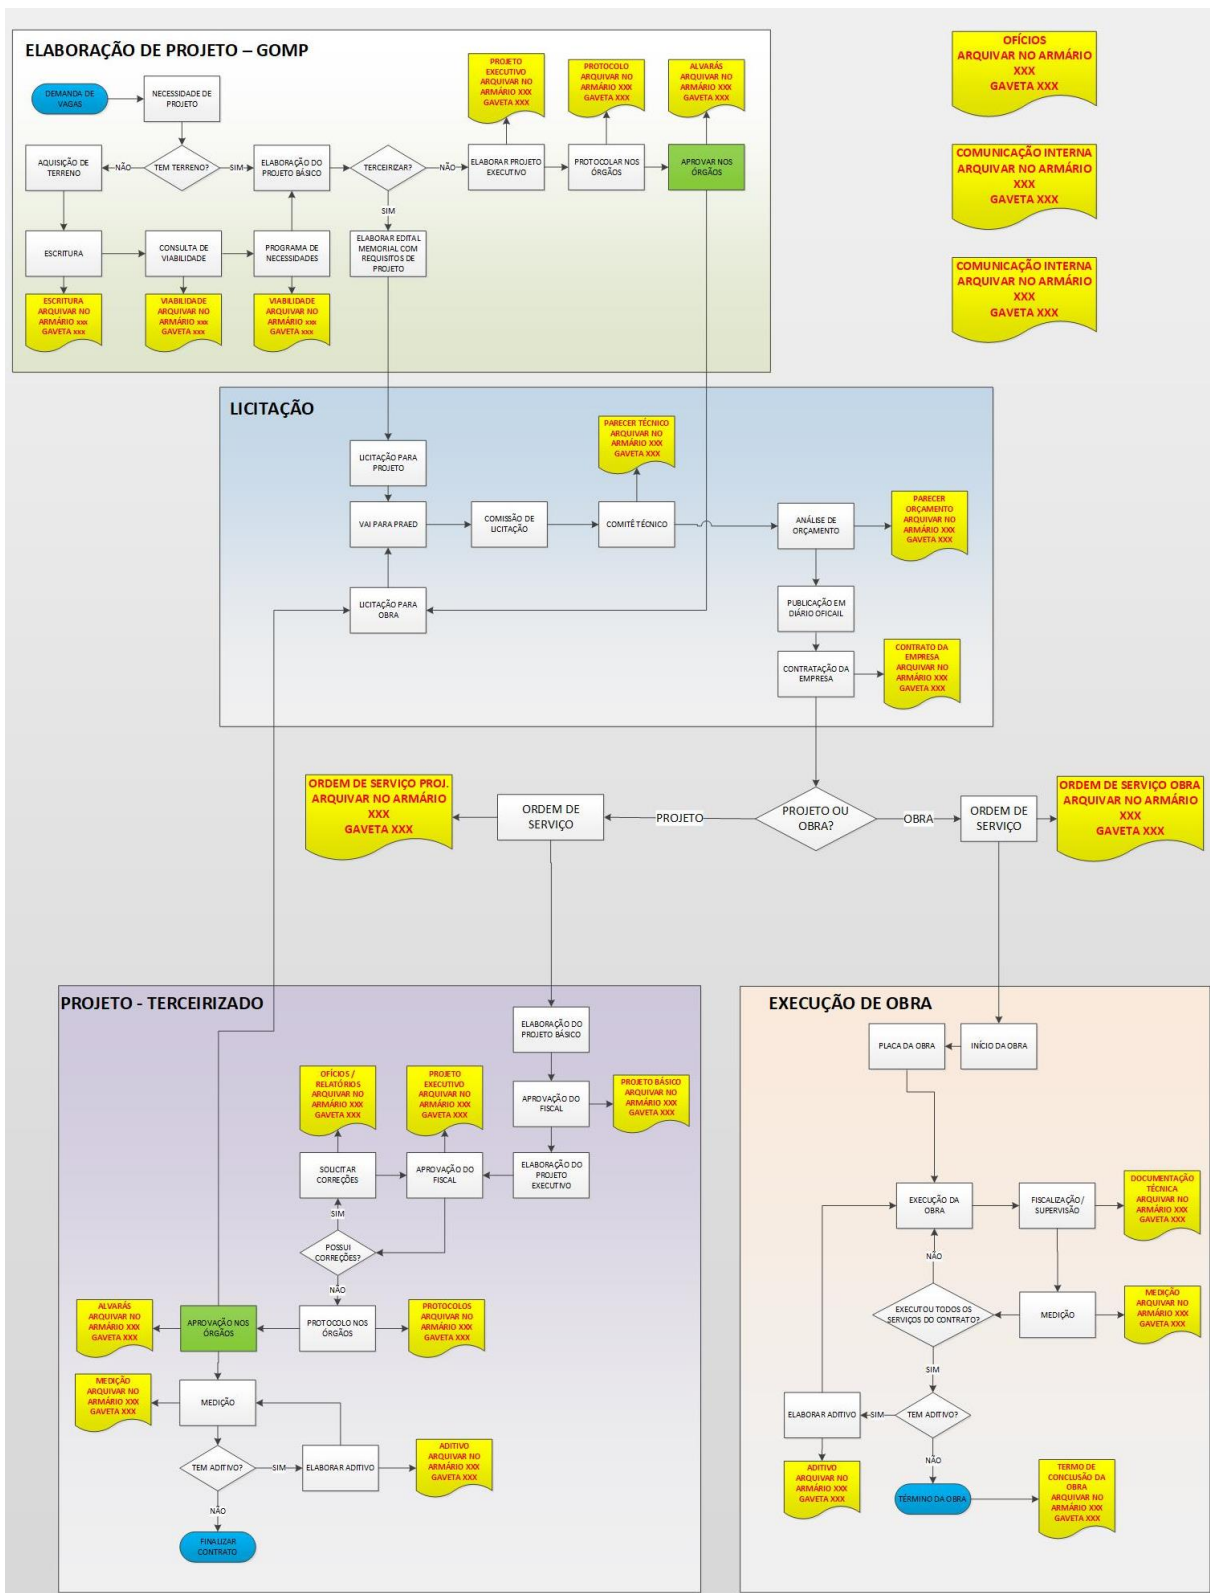 ELABORAÇÃO DE PROJETO – GOMP
DEMANDA DE
VAGAS
NECESSIDADE DE
PROJETO
PROJETO
EXECUTIVO
ARQUIVAR NO
ARMÁRIO XXX
GAVETA XXX
PROTOCOLO
ARQUIVAR NO
ARMÁRIO XXX
GAVETA XXX
ALVARÁS
ARQUIVAR NO
ARMÁRIO XXX
GAVETA XXX
AQUISIÇÃO DE
TERRENO
NÃO
TEM TERRENO?
SIM
ELABORAÇÃO DO
PROJETO BÁSICO
TERCEIRIZAR?
NÃO
ELABORAR PROJETO
EXECUTIVO
PROTOCOLAR NOS
ÓRGÃOS
APROVAR NOS
ÓRGÃOS
SIM
ESCRITURA
CONSULTA DE
VIABILIDADE
PROGRAMA DE
NECESSIDADES
ELABORAR EDITAL
MEMORIAL COM
REQUISITOS DE
PROJETO
ESCRITURA
ARQUIVAR NO
ARMÁRIO xxx
GAVETA xxx
VIABILIDADE
ARQUIVAR NO
ARMÁRIO xxx
GAVETA xxx
VIABILIDADE
ARQUIVAR NO
ARMÁRIO xxx
GAVETA xxx
OFÍCIOS
ARQUIVAR NO ARMÁRIO
XXX
GAVETA XXX
COMUNICAÇÃO INTERNA
ARQUIVAR NO ARMÁRIO
XXX
GAVETA XXX
COMUNICAÇÃO INTERNA
ARQUIVAR NO ARMÁRIO
XXX
GAVETA XXX
LICITAÇÃO
LICITAÇÃO PARA
PROJETO
PARECER TÉCNICO
ARQUIVAR NO
ARMÁRIO XXX
GAVETA XXX
VAI PARA PRAED
COMISSÃO DE
LICITAÇÃO
COMITÊ TÉCNICO
ANÁLISE DE
ORÇAMENTO
PARECER
ORÇAMENTO
ARQUIVAR NO
ARMÁRIO XXX
GAVETA XXX
LICITAÇÃO PARA
OBRA
PUBLICAÇÃO EM
DIÁRIO OFICAIL
CONTRATAÇÃO DA
EMPRESA
CONTRATO DA
EMPRESA
ARQUIVAR NO
ARMÁRIO XXX
GAVETA XXX
ORDEM DE SERVIÇO PROJ.
ARQUIVAR NO ARMÁRIO
XXX
GAVETA XXX
ORDEM DE
SERVIÇO
PROJETO
PROJETO OU
OBRA?
OBRA
ORDEM DE
SERVIÇO
ORDEM DE SERVIÇO OBRA
ARQUIVAR NO ARMÁRIO
XXX
GAVETA XXX
PROJETO - TERCEIRIZADO
ELABORAÇÃO DO
PROJETO BÁSICO
OFÍCIOS /
RELATÓRIOS
ARQUIVAR NO
ARMÁRIO XXX
GAVETA XXX
PROJETO
EXECUTIVO
ARQUIVAR NO
ARMÁRIO XXX
GAVETA XXX
APROVAÇÃO DO
FISCAL
PROJETO BÁSICO
ARQUIVAR NO
ARMÁRIO XXX
GAVETA XXX
SOLICITAR
CORREÇÕES
APROVAÇÃO DO
FISCAL
ELABORAÇÃO DO
PROJETO
EXECUTIVO
SIM
POSSUI
CORREÇÕES?
NÃO
ALVARÁS
ARQUIVAR NO
ARMÁRIO XXX
GAVETA XXX
APROVAÇÃO NOS
ÓRGÃOS
PROTOCOLO NOS
ÓRGÃOS
PROTOCOLOS
ARQUIVAR NO
ARMÁRIO XXX
GAVETA XXX
MEDIÇÃO
ARQUIVAR NO
ARMÁRIO XXX
GAVETA XXX
MEDIÇÃO
TEM ADITIVO?
SIM
ELABORAR ADITIVO
ADITIVO
ARQUIVAR NO
ARMÁRIO XXX
GAVETA XXX
NÃO
FINALIZAR
CONTRATO
EXECUÇÃO DE OBRA
PLACA DA OBRA
INÍCIO DA OBRA
EXECUÇÃO DA
OBRA
FISCALIZAÇÃO/
SUPERVISÃO
DOCUMENTAÇÃO
TÉCNICA
ARQUIVAR NO
ARMÁRIO XXX
GAVETA XXX
NÃO
EXECUTOU TODOS OS
SERVIÇOS DO CONTRATO?
MEDIÇÃO
MEDIÇÃO
ARQUIVAR NO
ARMÁRIO XXX
GAVETA XXX
SIM
ELABORAR ADITIVO
SIM
TEM ADITIVO?
NÃO
ADITIVO
ARQUIVAR NO
ARMÁRIO XXX
GAVETA XXX
TÉRMINO DA OBRA
TERMO DE
CONCLUSÃO DA
OBRA
ARQUIVAR NO
ARMÁRIO XXX
GAVETA XXX